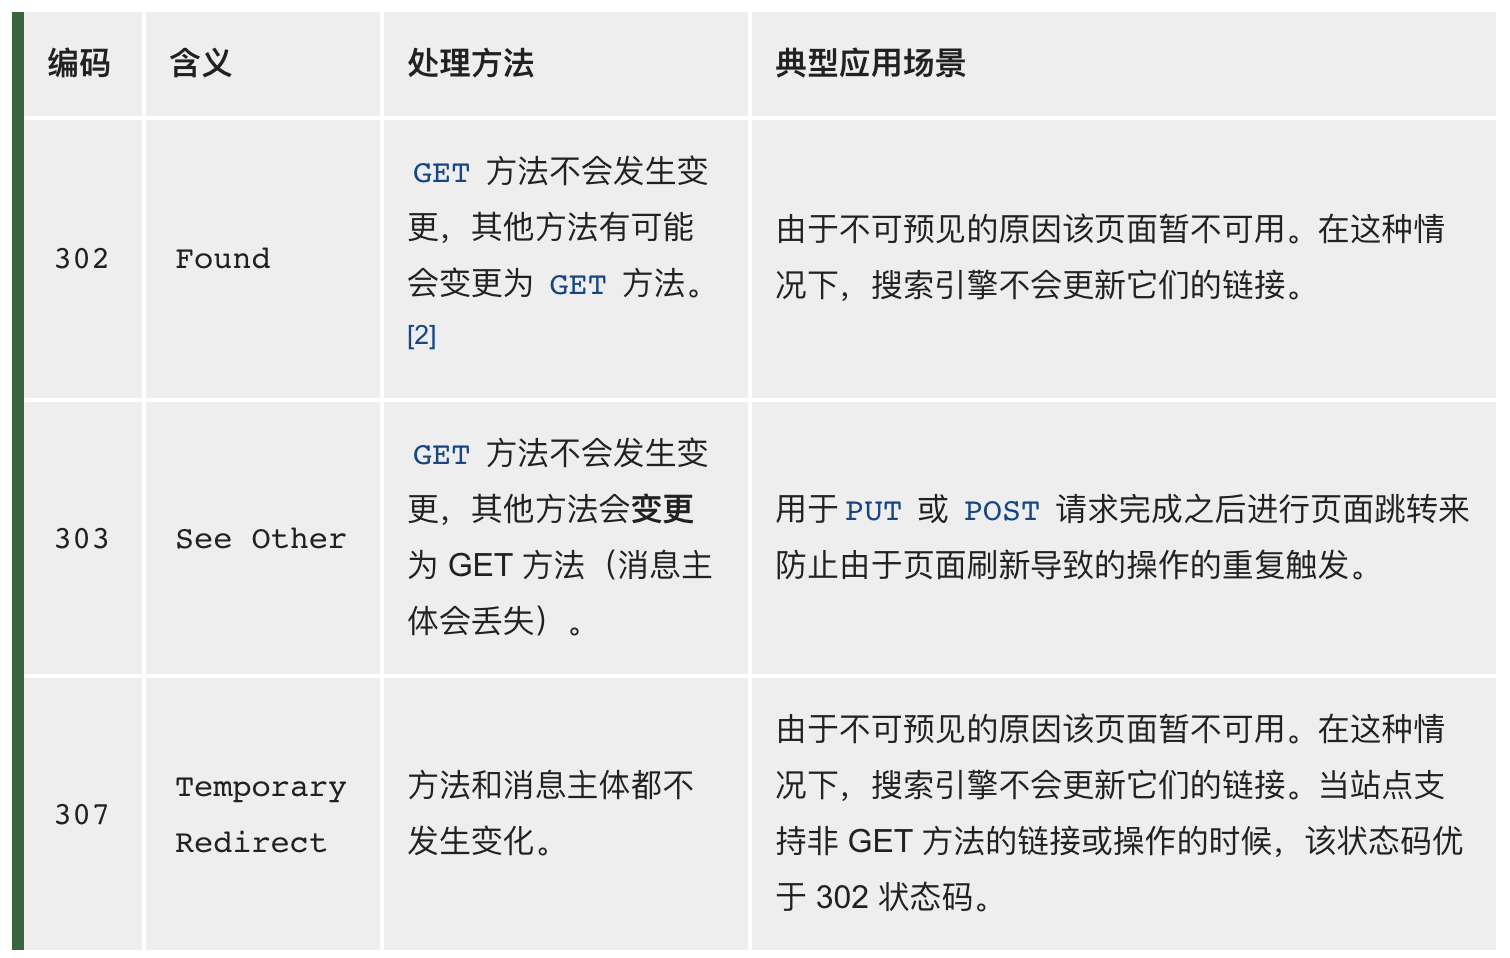 编码 含义 处理方法 典型应用场景
302 Found
GET 方法不会发生变
更，其他方法有可能
会变更为 GET 方法。
[2]
由于不可预见的原因该页面暂不可用。在这种情
况下，搜索引擎不会更新它们的链接。
303 See Other
GET 方法不会发生变
更，其他方法会变更
为 GET 方法（消息主
体会丢失）。
用于 PUT 或 POST 请求完成之后进行页面跳转来
防止由于页面刷新导致的操作的重复触发。
307
Temporary
Redirect
方法和消息主体都不
发生变化。
由于不可预见的原因该页面暂不可用。在这种情
况下，搜索引擎不会更新它们的链接。当站点支
持非 GET 方法的链接或操作的时候，该状态码优
于 302 状态码。